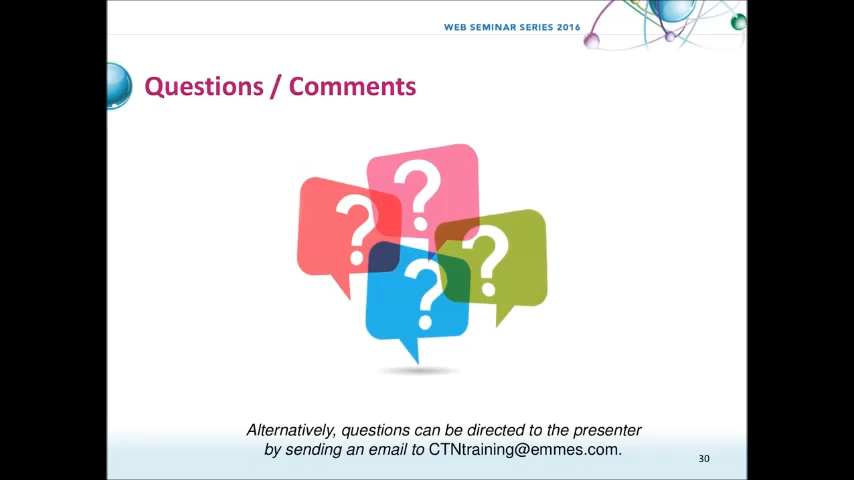 WEB SEMINAR SERIES 2016
Questions / Comments
?
?
?
?
Alternatively, questions can be directed to the presenter
by sending an email to CTNtraining@emmes.com.
30